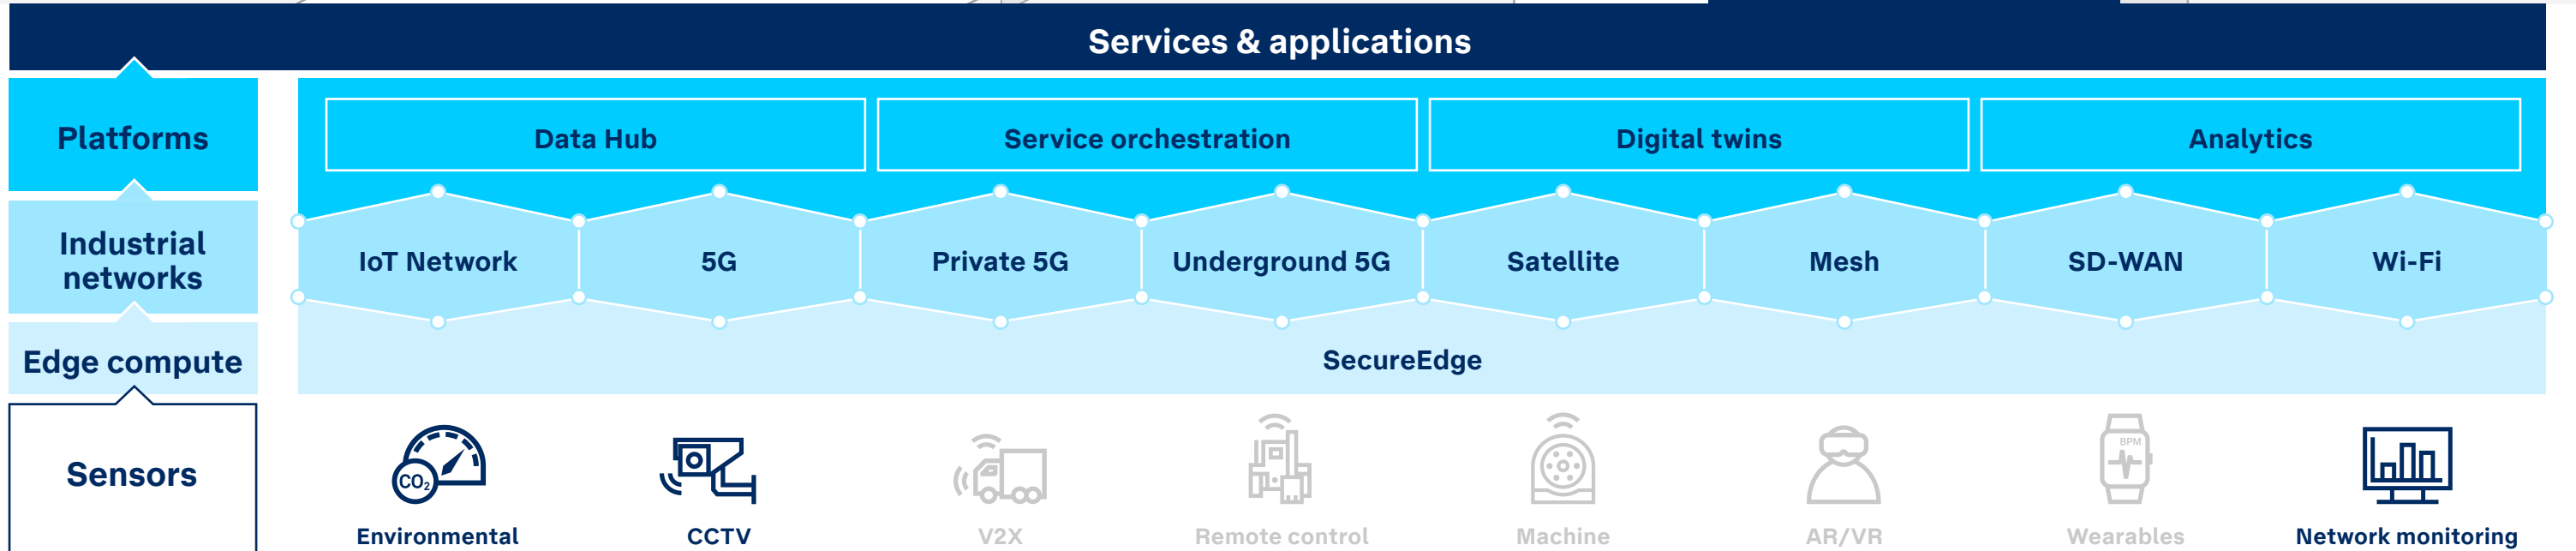 Services & applications
Platforms
Data Hub
Service orchestration
Digital twins
Analytics
Industrial
networks
IoT Network
5G
Private 5G
Underground 5G
Satellite
Mesh
SD-WAN
Wi-Fi
Edge compute
SecureEdge
Sensors
CO₂
BPM
Environmental
CCTV
V2X
Remote control
Machine
AR/VR
Wearables
Network monitoring